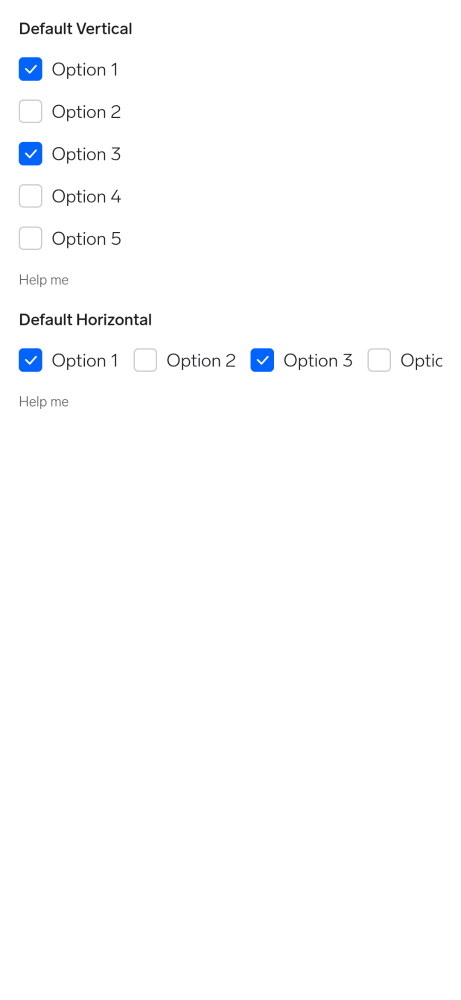 Default Vertical
Option 1
Option 2
Option 3
Option 4
Option 5
Help me
Default Horizontal
Option 1 Option 2 Option 3 Optic
Help me